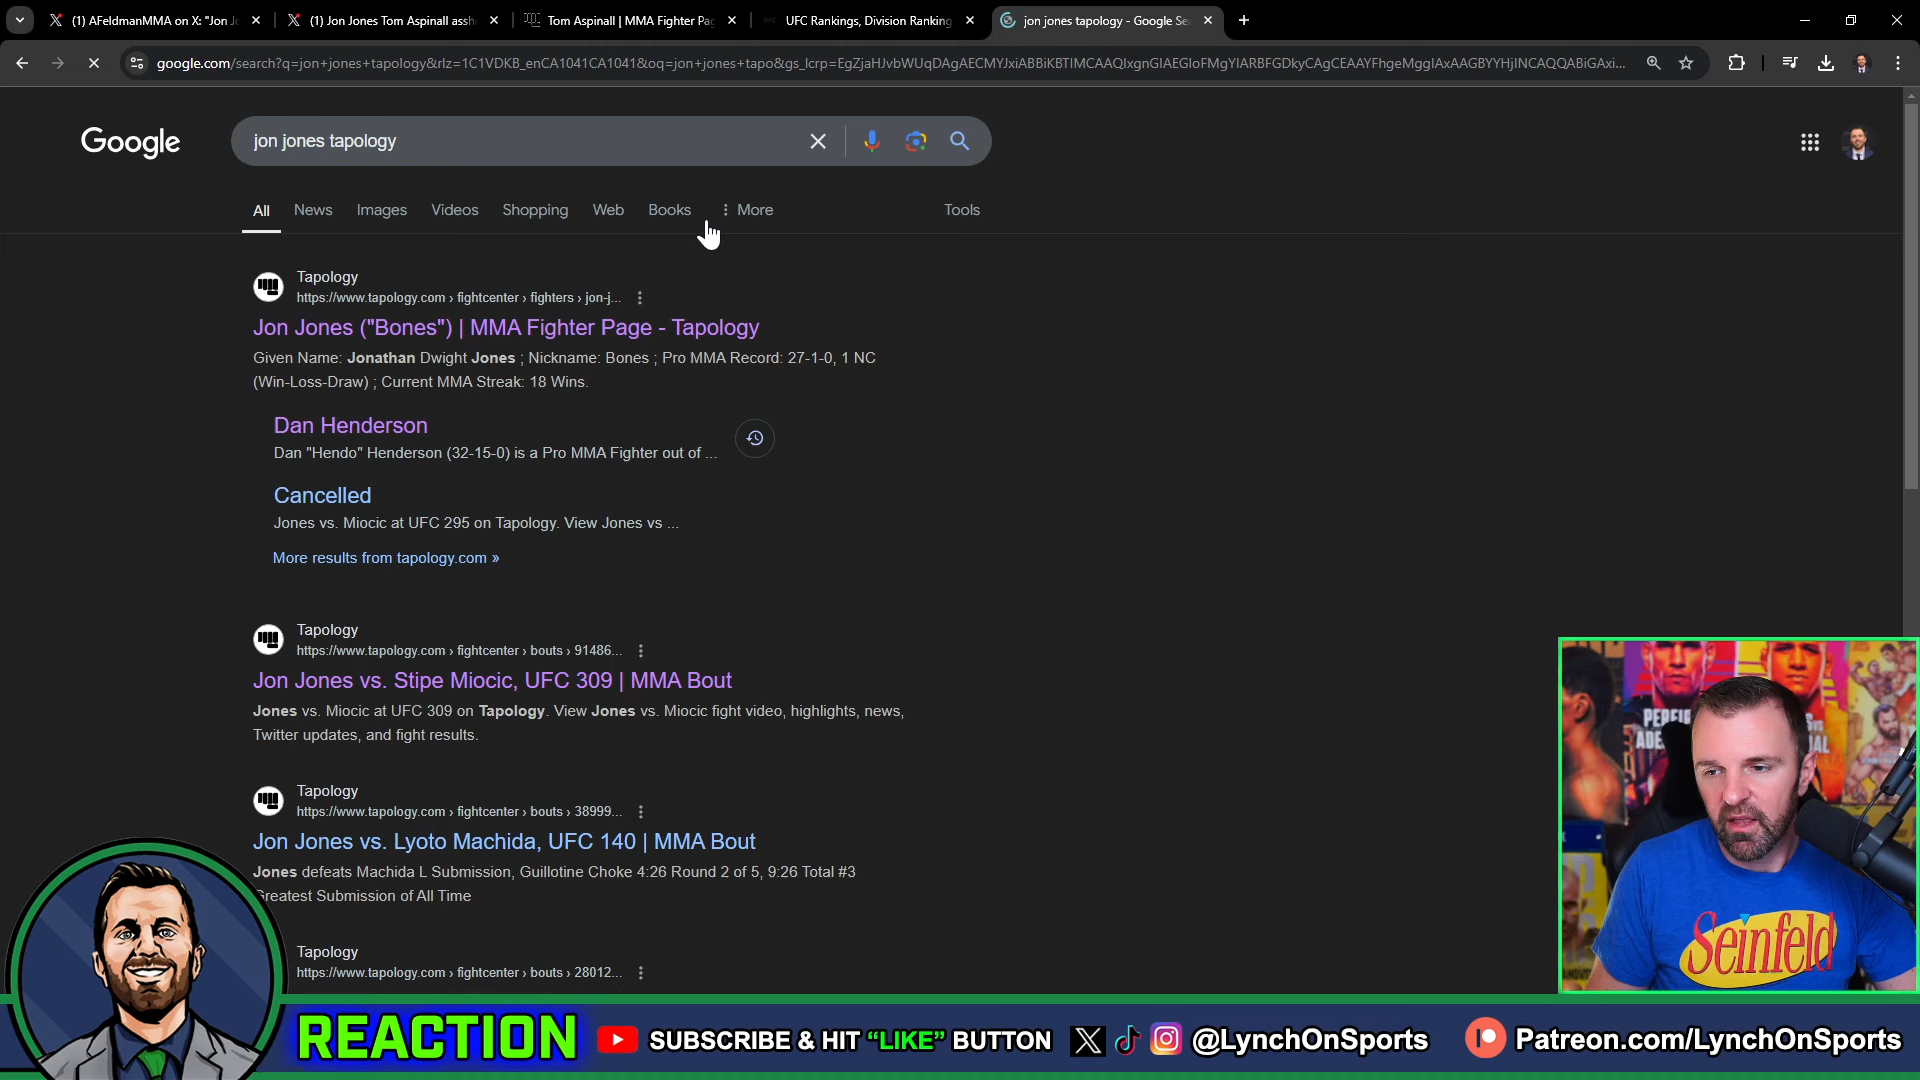 (1) AFeldmanMMA on X: "Jon J
(1) Jon Jones Tom Aspinall assh
Tom Aspinall | MMA Fighter Pag
UFC Rankings, Division Ranking
jon jones tapology - Google Se
google.com/search?q=jon+jones+tapology&rlz=1C1VDKB_enCA1041CA1041&oq=jon+jones+tapo&gs_lcrp=EgZjaHJvbWUqDAgAECMYJxiABBiKBTIMCAAQIxgnGIAEGIoFMgYIARBFGDkyCAgCEAAYFhgeMggIAxAAGBYYHjINCAQQABiGAxi...
Google
jon jones tapology
All
News
Images
Videos
Shopping
Web
Books
More
Tools
Tapology
https://www.tapology.com › fightcenter › fighters › jon-j...
Jon Jones ("Bones") | MMA Fighter Page - Tapology
Given Name: Jonathan Dwight Jones ; Nickname: Bones ; Pro MMA Record: 27-1-0, 1 NC
(Win-Loss-Draw) ; Current MMA Streak: 18 Wins.
Dan Henderson
Dan "Hendo" Henderson (32-15-0) is a Pro MMA Fighter out of ...
Cancelled
Jones vs. Miocic at UFC 295 on Tapology. View Jones vs ...
More results from tapology.com »
Tapology
https://www.tapology.com › fightcenter › bouts › 91486...
Jon Jones vs. Stipe Miocic, UFC 309 | MMA Bout
Jones vs. Miocic at UFC 309 on Tapology. View Jones vs. Miocic fight video, highlights, news,
Twitter updates, and fight results.
Tapology
https://www.tapology.com › fightcenter › bouts › 38999...
Jon Jones vs. Lyoto Machida, UFC 140 | MMA Bout
Jones defeats Machida L Submission, Guillotine Choke 4:26 Round 2 of 5, 9:26 Total #3
Greatest Submission of All Time
Tapology
https://www.tapology.com › fightcenter › bouts › 28012...
Seinfeld
REACTION
SUBSCRIBE & HIT "LIKE" BUTTON
@LynchOnSports
Patreon.com/LynchOnSports